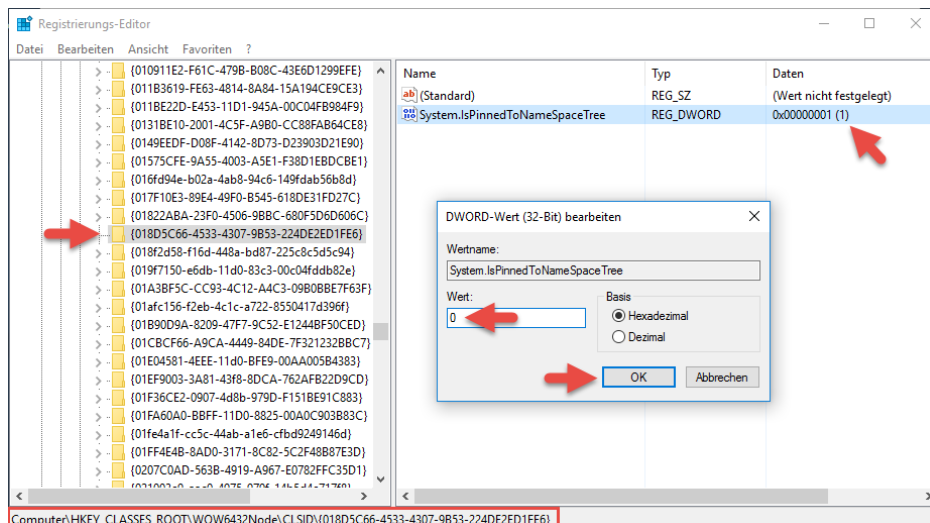 Registrierungs-Editor
Datei Bearbeiten Ansicht Favoriten ?
{010911E2-F61C-479B-B08C-43E6D1299EFE}
{011B3619-FE63-4814-8A84-15A194CE9CE3}
{011BE22D-E453-11D1-945A-00C04FB984F9}
{0131BE10-2001-4C5F-A9B0-CC88FAB64CE8}
{0149EEDF-D08F-4142-8D73-D23903D21E90}
{01575CFE-9A55-4003-A5E1-F38D1EBDCBE1}
{016fd94e-b02a-4ab8-94c6-149fdab56b8d}
{017F10E3-89E4-49F0-B545-618DE31FD27C}
{01822ABA-23F0-4506-9BBC-680F5D6D606C}
{018D5C66-4533-4307-9B53-224DE2ED1FE6}
{018f2d58-f16d-448a-bd87-225c8c5d5c94}
{019f7150-e6db-11d0-83c3-00c04fddb82e}
{01A3BF5C-CC93-4C12-A4C3-09B0BBE7F63F}
{01afc156-f2eb-4c1c-a722-8550417d396f}
{01B90D9A-8209-47F7-9C52-E1244BF50CED}
{01CBCF66-A9CA-4449-84DE-7F321232BBC7}
{01E04581-4EEE-11d0-BFE9-00AA005B4383}
{01EF9003-3A81-43f8-8DCA-762AFB22D9CD}
{01F36CE2-0907-4d8b-979D-F151BE91C883}
{01FA60A0-BBFF-11D0-8825-00A0C903B83C}
{01fe4a1f-cc5c-44ab-a1e6-cfbd9249146d}
{01FF4E4B-8AD0-3171-8C82-5C2F48B87E3D}
{0207C0AD-563B-4919-A967-E0782FFC35D1}
Name Typ Daten
(Standard) REG_SZ (Wert nicht festgelegt)
System.IsPinnedToNameSpaceTree REG_DWORD 0x00000001 (1)
DWORD-Wert (32-Bit) bearbeiten
Wertname:
System.IsPinnedToNameSpaceTree
Wert: Basis
0
Hexadezimal
Dezimal
OK Abbrechen
Computer\HKEY_CLASSES_ROOT\WOW6432Node\CLSID\{018D5C66-4533-4307-9B53-224DE2ED1FE6}